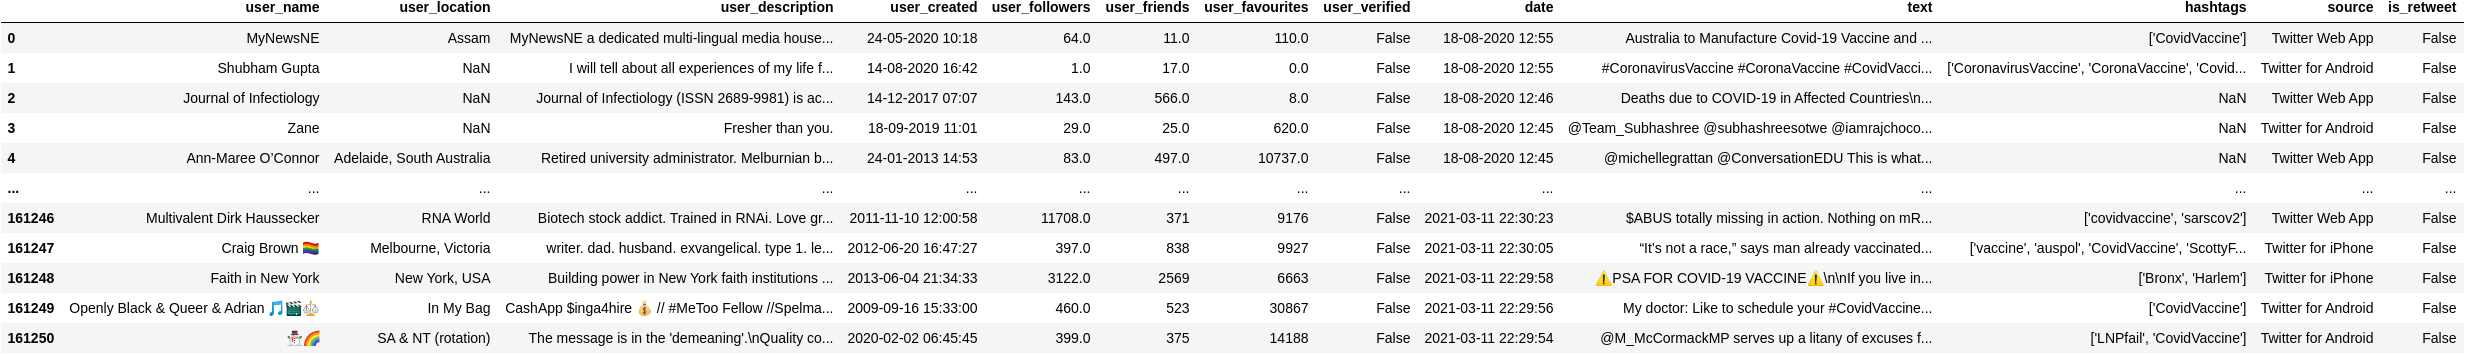 user_name user_location user_description user_created user_followers user_friends user_favourites user_verified date text hashtags source is_retweet
0 MyNewsNE Assam MyNewsNE a dedicated multi-lingual media house... 24-05-2020 10:18 64.0 11.0 110.0 False 18-08-2020 12:55 Australia to Manufacture Covid-19 Vaccine and ... ['CovidVaccine'] Twitter Web App False
1 Shubham Gupta NaN I will tell about all experiences of my life f... 14-08-2020 16:42 1.0 17.0 0.0 False 18-08-2020 12:55 #CoronavirusVaccine #CoronaVaccine #CovidVacci... ['CoronavirusVaccine', 'CoronaVaccine', 'Covid... Twitter for Android False
2 Journal of Infectiology NaN Journal of Infectiology (ISSN 2689-9981) is ac... 14-12-2017 07:07 143.0 566.0 8.0 False 18-08-2020 12:46 Deaths due to COVID-19 in Affected Countries\n... NaN Twitter Web App False
3 Zane NaN Fresher than you. 18-09-2019 11:01 29.0 25.0 620.0 False 18-08-2020 12:45 @Team_Subhashree @subhashreesotwe @iamrajchoco... NaN Twitter for Android False
4 Ann-Maree O’Connor Adelaide, South Australia Retired university administrator. Melburnian b... 24-01-2013 14:53 83.0 497.0 10737.0 False 18-08-2020 12:45 @michellegrattan @ConversationEDU This is what... NaN Twitter Web App False
... ... ... ... ... ... ... ... ... ... ... ... ... ...
161246 Multivalent Dirk Haussecker RNA World Biotech stock addict. Trained in RNAi. Love gr... 2011-11-10 12:00:58 11708.0 371 9176 False 2021-03-11 22:30:23 $ABUS totally missing in action. Nothing on mR... ['covidvaccine', 'sarscov2'] Twitter Web App False
161247 Craig Brown 🏳️‍🌈 Melbourne, Victoria writer. dad. husband. exvangelical. type 1. le... 2012-06-20 16:47:27 397.0 838 9927 False 2021-03-11 22:30:05 “It’s not a race,” says man already vaccinated... ['vaccine', 'auspol', 'CovidVaccine', 'ScottyF... Twitter for iPhone False
161248 Faith in New York New York, USA Building power in New York faith institutions ... 2013-06-04 21:34:33 3122.0 2569 6663 False 2021-03-11 22:29:58 ⚠️PSA FOR COVID-19 VACCINE⚠️\n\nIf you live in... ['Bronx', 'Harlem'] Twitter for iPhone False
161249 Openly Black & Queer & Adrian 🎵🎬⚖️ In My Bag CashApp $inga4hire 💰 // #MeToo Fellow //Spelma... 2009-09-16 15:33:00 460.0 523 30867 False 2021-03-11 22:29:56 My doctor: Like to schedule your #CovidVaccine... ['CovidVaccine'] Twitter for Android False
161250 ☃️🌈 SA & NT (rotation) The message is in the 'demeaning'.\nQuality co... 2020-02-02 06:45:45 399.0 375 14188 False 2021-03-11 22:29:54 @M_McCormackMP serves up a litany of excuses f... ['LNPfail', 'CovidVaccine'] Twitter for Android False